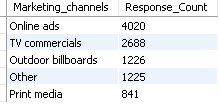 Marketing_channels Response_Count
Online ads 4020
TV commercials 2688
Outdoor billboards 1226
Other 1225
Print media 841